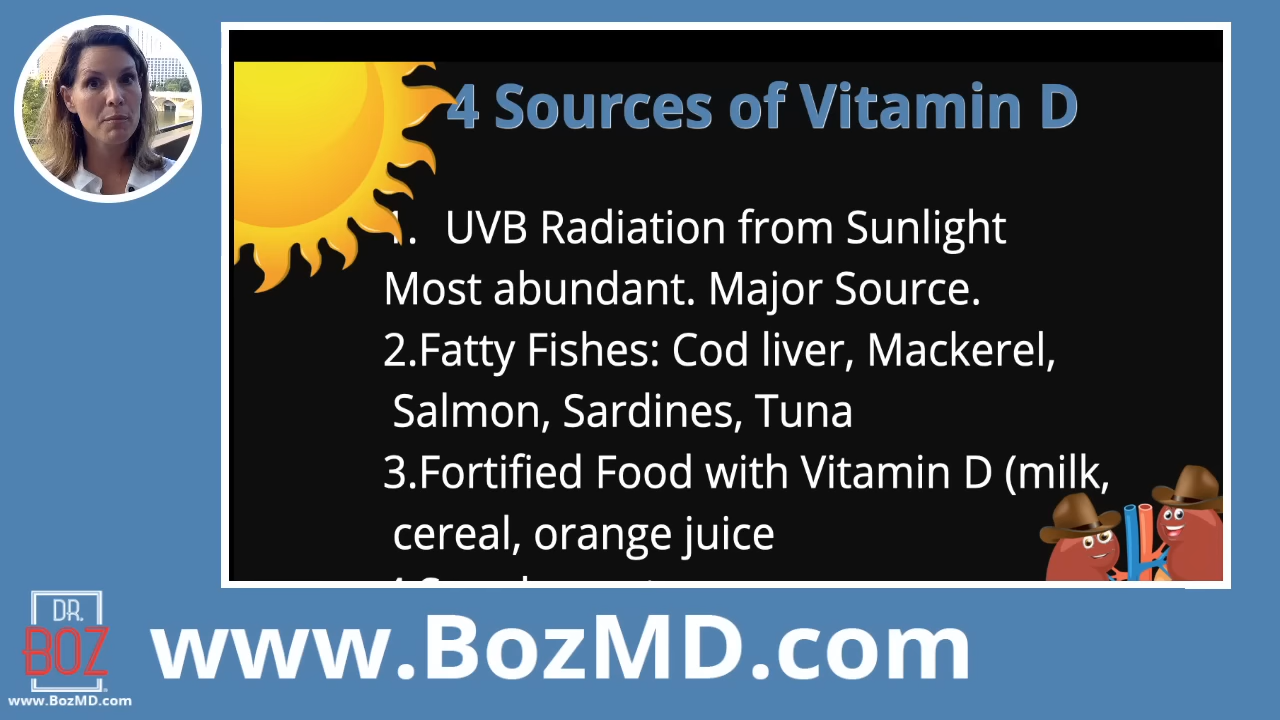 4 Sources of Vitamin D
1. UVB Radiation from Sunlight
Most abundant. Major Source.
2.Fatty Fishes: Cod liver, Mackerel,
Salmon, Sardines, Tuna
3.Fortified Food with Vitamin D (milk,
cereal, orange juice
DR.
BOZ
www.BozMD.com
www.BozMD.com